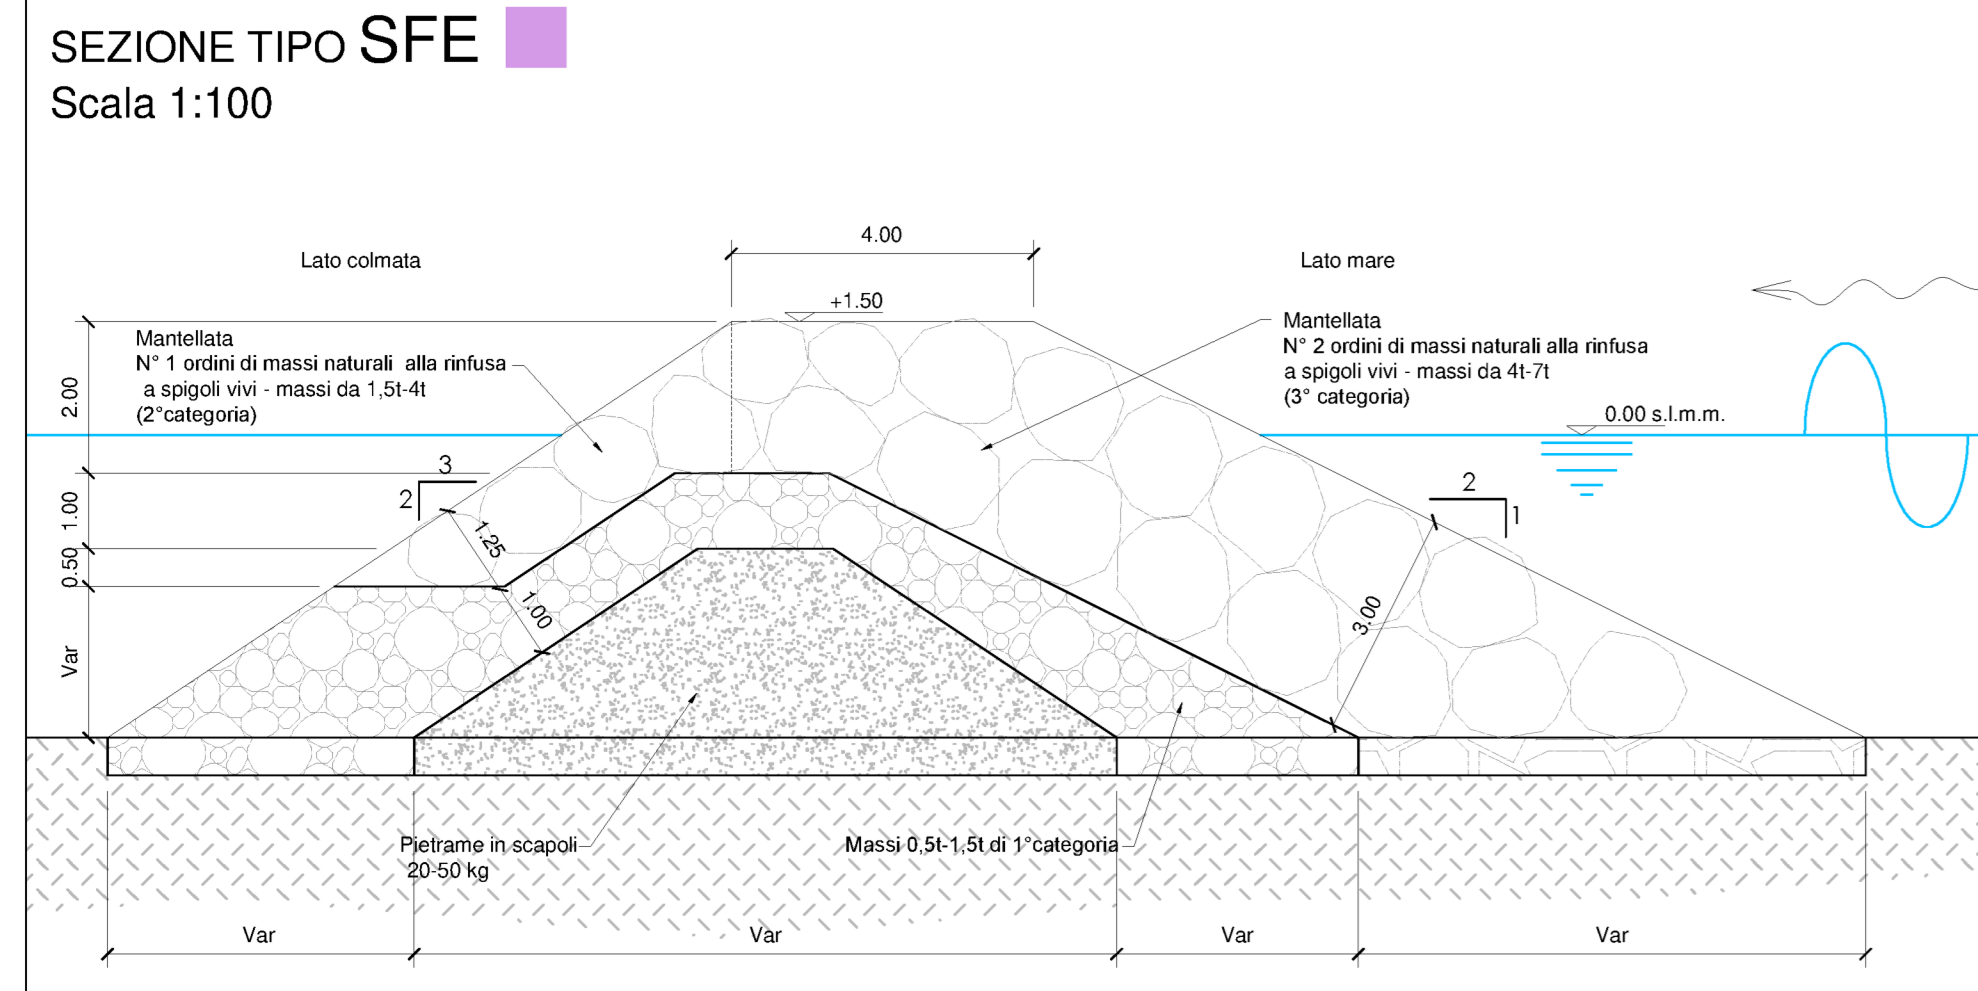 SEZIONE TIPO SFE
Scala 1:100
4.00
Lato colmata
Lato mare
+1.50
Mantellata
N° 1 ordini di massi naturali alla rinfusa
a spigoli vivi - massi da 1,5t-4t
(2°categoria)
Mantellata
N° 2 ordini di massi naturali alla rinfusa
a spigoli vivi - massi da 4t-7t
(3° categoria)
0.00 s.l.m.m.
2.00
3
2
2
1
1.00
1.25
0.50
1.00
3.00
Var
Pietrame in scapoli
20-50 kg
Massi 0,5t-1,5t di 1°categoria
Var
Var
Var
Var